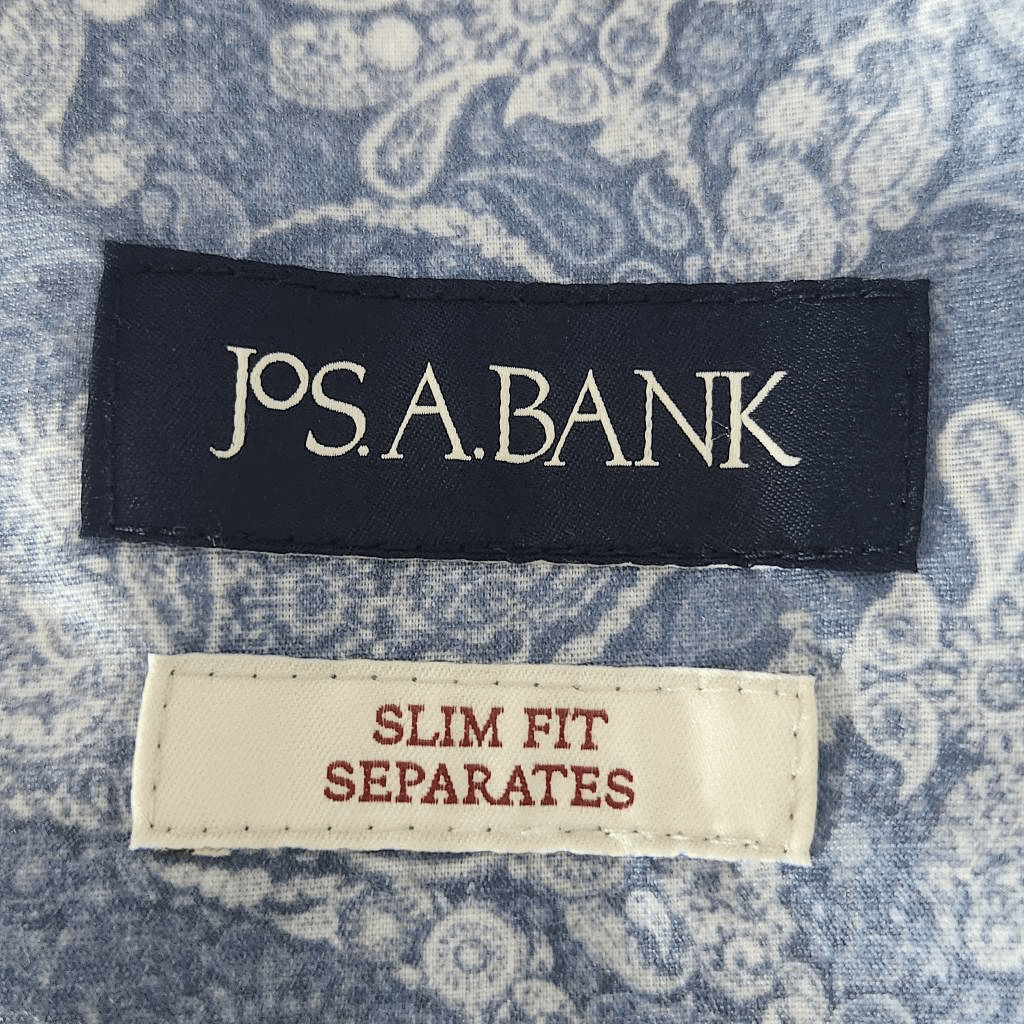 JOS. A. BANK
SLIM FIT
SEPARATES